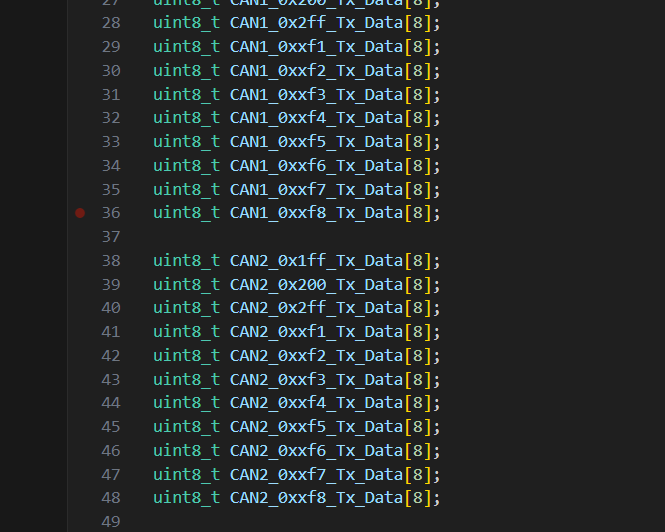 27 uint8_t CAN1_0x200_Tx_Data[8];
28 uint8_t CAN1_0x2ff_Tx_Data[8];
29 uint8_t CAN1_0xxf1_Tx_Data[8];
30 uint8_t CAN1_0xxf2_Tx_Data[8];
31 uint8_t CAN1_0xxf3_Tx_Data[8];
32 uint8_t CAN1_0xxf4_Tx_Data[8];
33 uint8_t CAN1_0xxf5_Tx_Data[8];
34 uint8_t CAN1_0xxf6_Tx_Data[8];
35 uint8_t CAN1_0xxf7_Tx_Data[8];
36 uint8_t CAN1_0xxf8_Tx_Data[8];
37
38 uint8_t CAN2_0x1ff_Tx_Data[8];
39 uint8_t CAN2_0x200_Tx_Data[8];
40 uint8_t CAN2_0x2ff_Tx_Data[8];
41 uint8_t CAN2_0xxf1_Tx_Data[8];
42 uint8_t CAN2_0xxf2_Tx_Data[8];
43 uint8_t CAN2_0xxf3_Tx_Data[8];
44 uint8_t CAN2_0xxf4_Tx_Data[8];
45 uint8_t CAN2_0xxf5_Tx_Data[8];
46 uint8_t CAN2_0xxf6_Tx_Data[8];
47 uint8_t CAN2_0xxf7_Tx_Data[8];
48 uint8_t CAN2_0xxf8_Tx_Data[8];
49